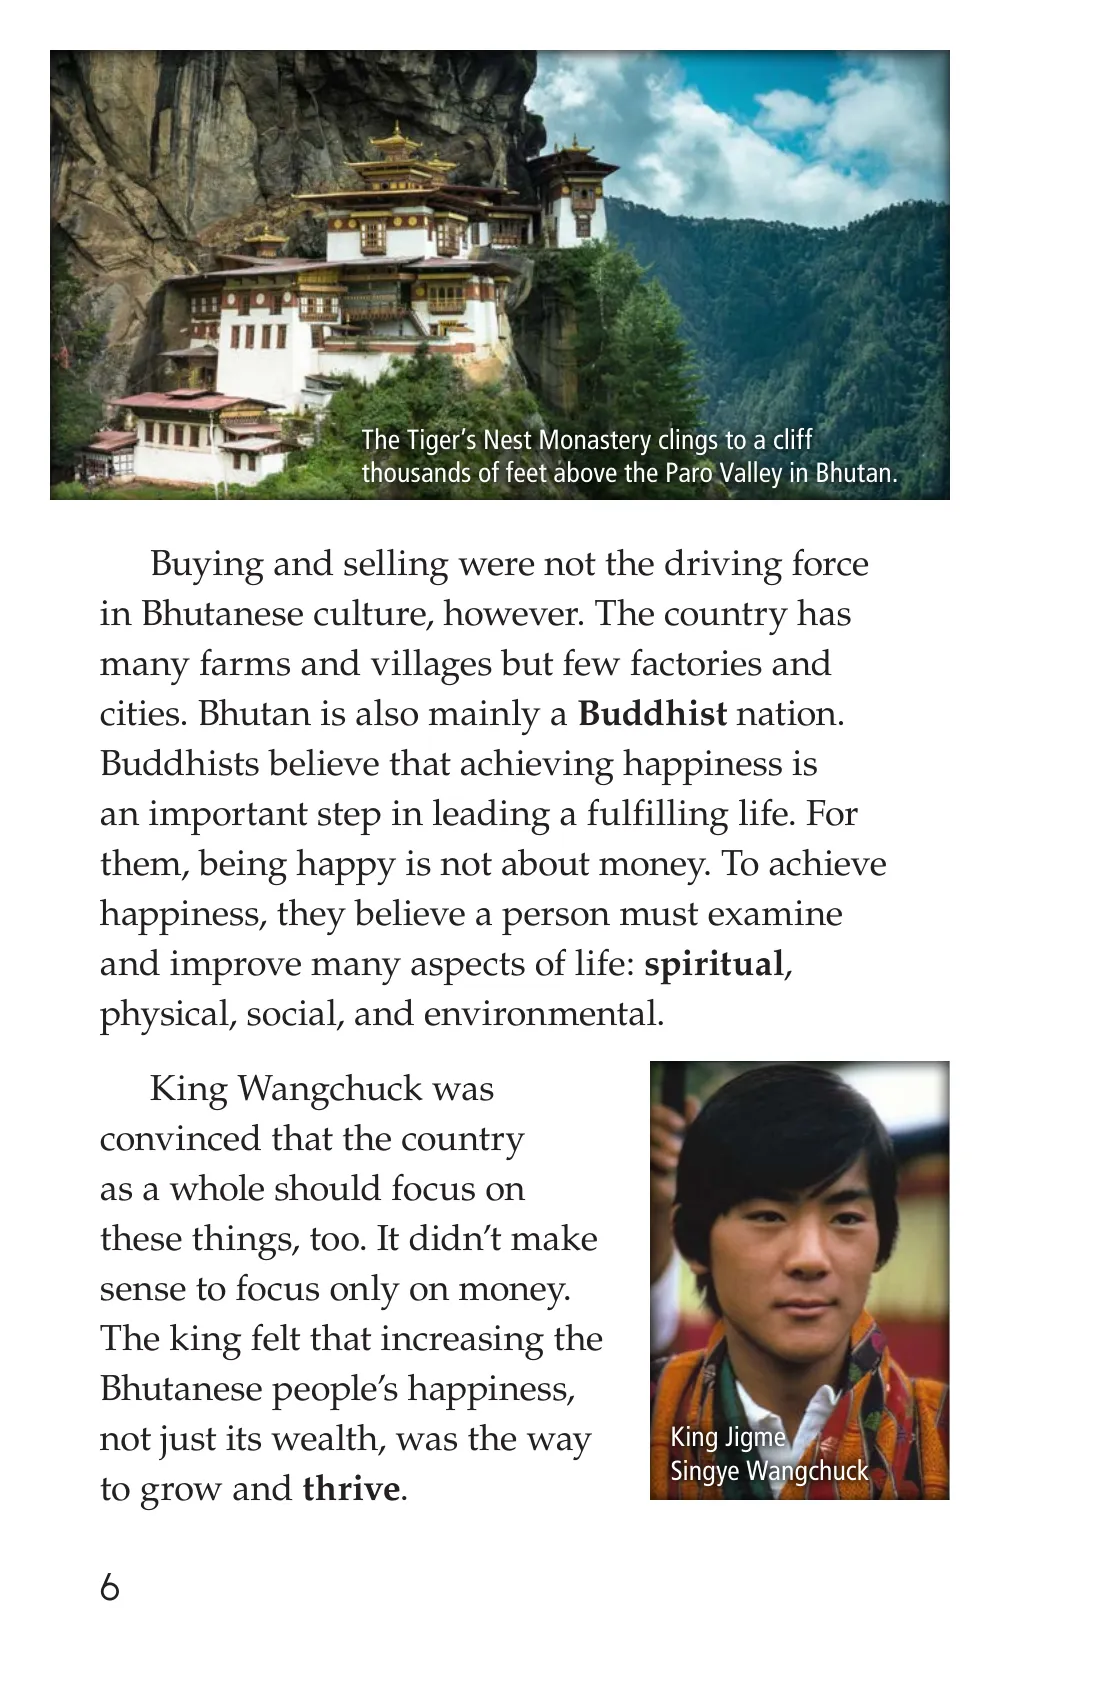 The Tiger’s Nest Monastery clings to a cliff
thousands of feet above the Paro Valley in Bhutan.
Buying and selling were not the driving force
in Bhutanese culture, however. The country has
many farms and villages but few factories and
cities. Bhutan is also mainly a Buddhist nation.
Buddhists believe that achieving happiness is
an important step in leading a fulfilling life. For
them, being happy is not about money. To achieve
happiness, they believe a person must examine
and improve many aspects of life: spiritual,
physical, social, and environmental.
King Wangchuck was
convinced that the country
as a whole should focus on
these things, too. It didn’t make
sense to focus only on money.
The king felt that increasing the
Bhutanese people’s happiness,
not just its wealth, was the way
to grow and thrive.
King Jigme
Singye Wangchuck
6